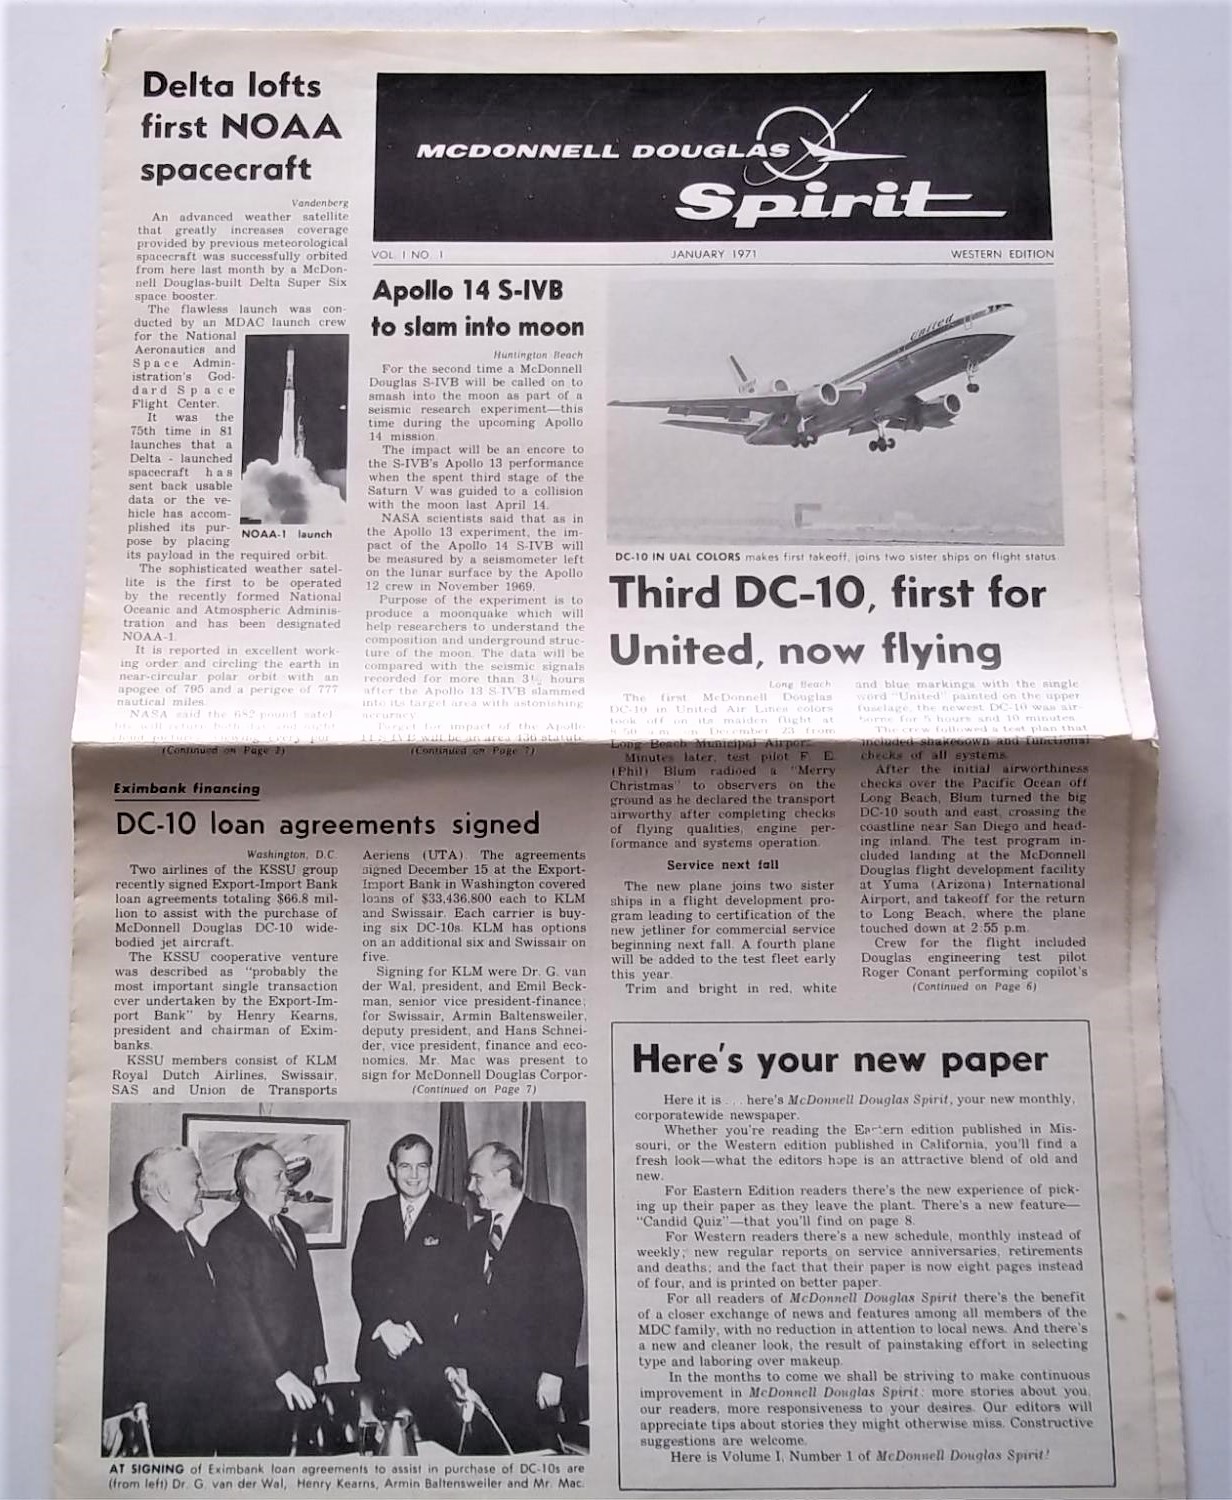 Delta lofts
first NOAA
spacecraft
Vandenberg
An advanced weather satellite
that greatly increases coverage
provided by previous meteorological
spacecraft was successfully orbited
from here last month by a McDon-
nell Douglas-built Delta Super Six
space booster.
The flawless launch was con-
ducted by an MDAC launch crew
for the National
Aeronautics and
Space Admin-
istration's God-
dard Space
Flight Center.
It was the
75th time in 81
launches that a
Delta - launched
spacecraft has
sent back usable
data or the ve-
hicle has accom-
plished its pur-
pose by placing
its payload in the required orbit.
NOAA-1 launch
The sophisticated weather satel-
lite is the first to be operated
by the recently formed National
Oceanic and Atmospheric Adminis-
tration and has been designated
NOAA-1.
It is reported in excellent work-
ing order and circling the earth in
near-circular polar orbit with an
apogee of 795 and a perigee of 777
nautical miles.
NASA said the 682-pound satel-
(Continued on Page 2)
MCDONNELL DOUGLAS
Spirit
VOL. I NO. 1
JANUARY 1971
WESTERN EDITION
Apollo 14 S-IVB
to slam into moon
Huntington Beach
For the second time a McDonnell
Douglas S-IVB will be called on to
smash into the moon as part of a
seismic research experiment—this
time during the upcoming Apollo
14 mission.
The impact will be an encore to
the S-IVB's Apollo 13 performance
when the spent third stage of the
Saturn V was guided to a collision
with the moon last April 14.
NASA scientists said that as in
the Apollo 13 experiment, the im-
pact of the Apollo 14 S-IVB will
be measured by a seismometer left
on the lunar surface by the Apollo
12 crew in November 1969.
Purpose of the experiment is to
produce a moonquake which will
help researchers to understand the
composition and underground struc-
ture of the moon. The data will be
compared with the seismic signals
recorded for more than hours
after the Apollo 13 S-IVB slammed
into its target area with astonishing
accuracy.
Target for impact of the Apollo
14 S-IVB will be an area 130 statute
(Continued on Page 7)
united
DC-10 IN UAL COLORS makes first takeoff, joins two sister ships on flight status.
Third DC-10, first for
United, now flying
Long Beach
The first McDonnell Douglas
DC-10 in United Air Lines colors
took off on its maiden flight at
a.m. on December 23 from
Long Beach Municipal Airport.
Minutes later, test pilot F. E.
(Phil) Blum radioed a "Merry
Christmas" to observers on the
ground as he declared the transport
airworthy after completing checks
of flying qualities, engine per-
formance and systems operation.
Service next fall
The new plane joins two sister
ships in a flight development pro-
gram leading to certification of the
new jetliner for commercial service
beginning next fall. A fourth plane
will be added to the test fleet early
this year.
Trim and bright in red, white
and blue markings with the single
word "United" painted on the upper
fuselage, the newest DC-10 was air-
borne for 5 hours and 10 minutes.
The crew followed a test plan that
included shakedown and functional
checks of all systems.
After the initial airworthiness
checks over the Pacific Ocean off
Long Beach, Blum turned the big
DC-10 south and east, crossing the
coastline near San Diego and head-
ing inland. The test program in-
cluded landing at the McDonnell
Douglas flight development facility
at Yuma (Arizona) International
Airport, and takeoff for the return
to Long Beach, where the plane
touched down at 2:55 p.m.
Crew for the flight included
Douglas engineering test pilot
Roger Conant performing copilot's
(Continued on Page 6)
Eximbank financing
DC-10 loan agreements signed
Washington, D.C.
Two airlines of the KSSU group
recently signed Export-Import Bank
loan agreements totaling $66.8 mil-
lion to assist with the purchase of
McDonnell Douglas DC-10 wide-
bodied jet aircraft.
The KSSU cooperative venture
was described as "probably the
most important single transaction
ever undertaken by the Export-Im-
port Bank" by Henry Kearns,
president and chairman of Exim-
banks.
KSSU members consist of KLM
Royal Dutch Airlines, Swissair,
SAS and Union de Transports
Aeriens (UTA). The agreements
signed December 15 at the Export-
Import Bank in Washington covered
loans of $33,436,800 each to KLM
and Swissair. Each carrier is buy-
ing six DC-10s. KLM has options
on an additional six and Swissair on
five.
Signing for KLM were Dr. G. van
der Wal, president, and Emil Beck-
man, senior vice president-finance;
for Swissair, Armin Baltensweiler,
deputy president, and Hans Schnei-
der, vice president, finance and eco-
nomics. Mr. Mac was present to
sign for McDonnell Douglas Corpor-
(Continued on Page 7)
AT SIGNING of Eximbank loan agreements to assist in purchase of DC-10s are
(from left) Dr. G. van der Wal, Henry Kearns, Armin Baltensweiler and Mr. Mac.
Here's your new paper
Here it is . . . here's McDonnell Douglas Spirit, your new monthly,
corporatewide newspaper.
Whether you're reading the Eastern edition published in Mis-
souri, or the Western edition published in California, you'll find a
fresh look—what the editors hope is an attractive blend of old and
new.
For Eastern Edition readers there's the new experience of pick-
ing up their paper as they leave the plant. There's a new feature—
"Candid Quiz"—that you'll find on page 8.
For Western readers there's a new schedule, monthly instead of
weekly; new regular reports on service anniversaries, retirements
and deaths; and the fact that their paper is now eight pages instead
of four, and is printed on better paper.
For all readers of McDonnell Douglas Spirit there's the benefit
of a closer exchange of news and features among all members of the
MDC family, with no reduction in attention to local news. And there's
a new and cleaner look, the result of painstaking effort in selecting
type and laboring over makeup.
In the months to come we shall be striving to make continuous
improvement in McDonnell Douglas Spirit: more stories about you,
our readers, more responsiveness to your desires. Our editors will
appreciate tips about stories they might otherwise miss. Constructive
suggestions are welcome.
Here is Volume I, Number 1 of McDonnell Douglas Spirit!